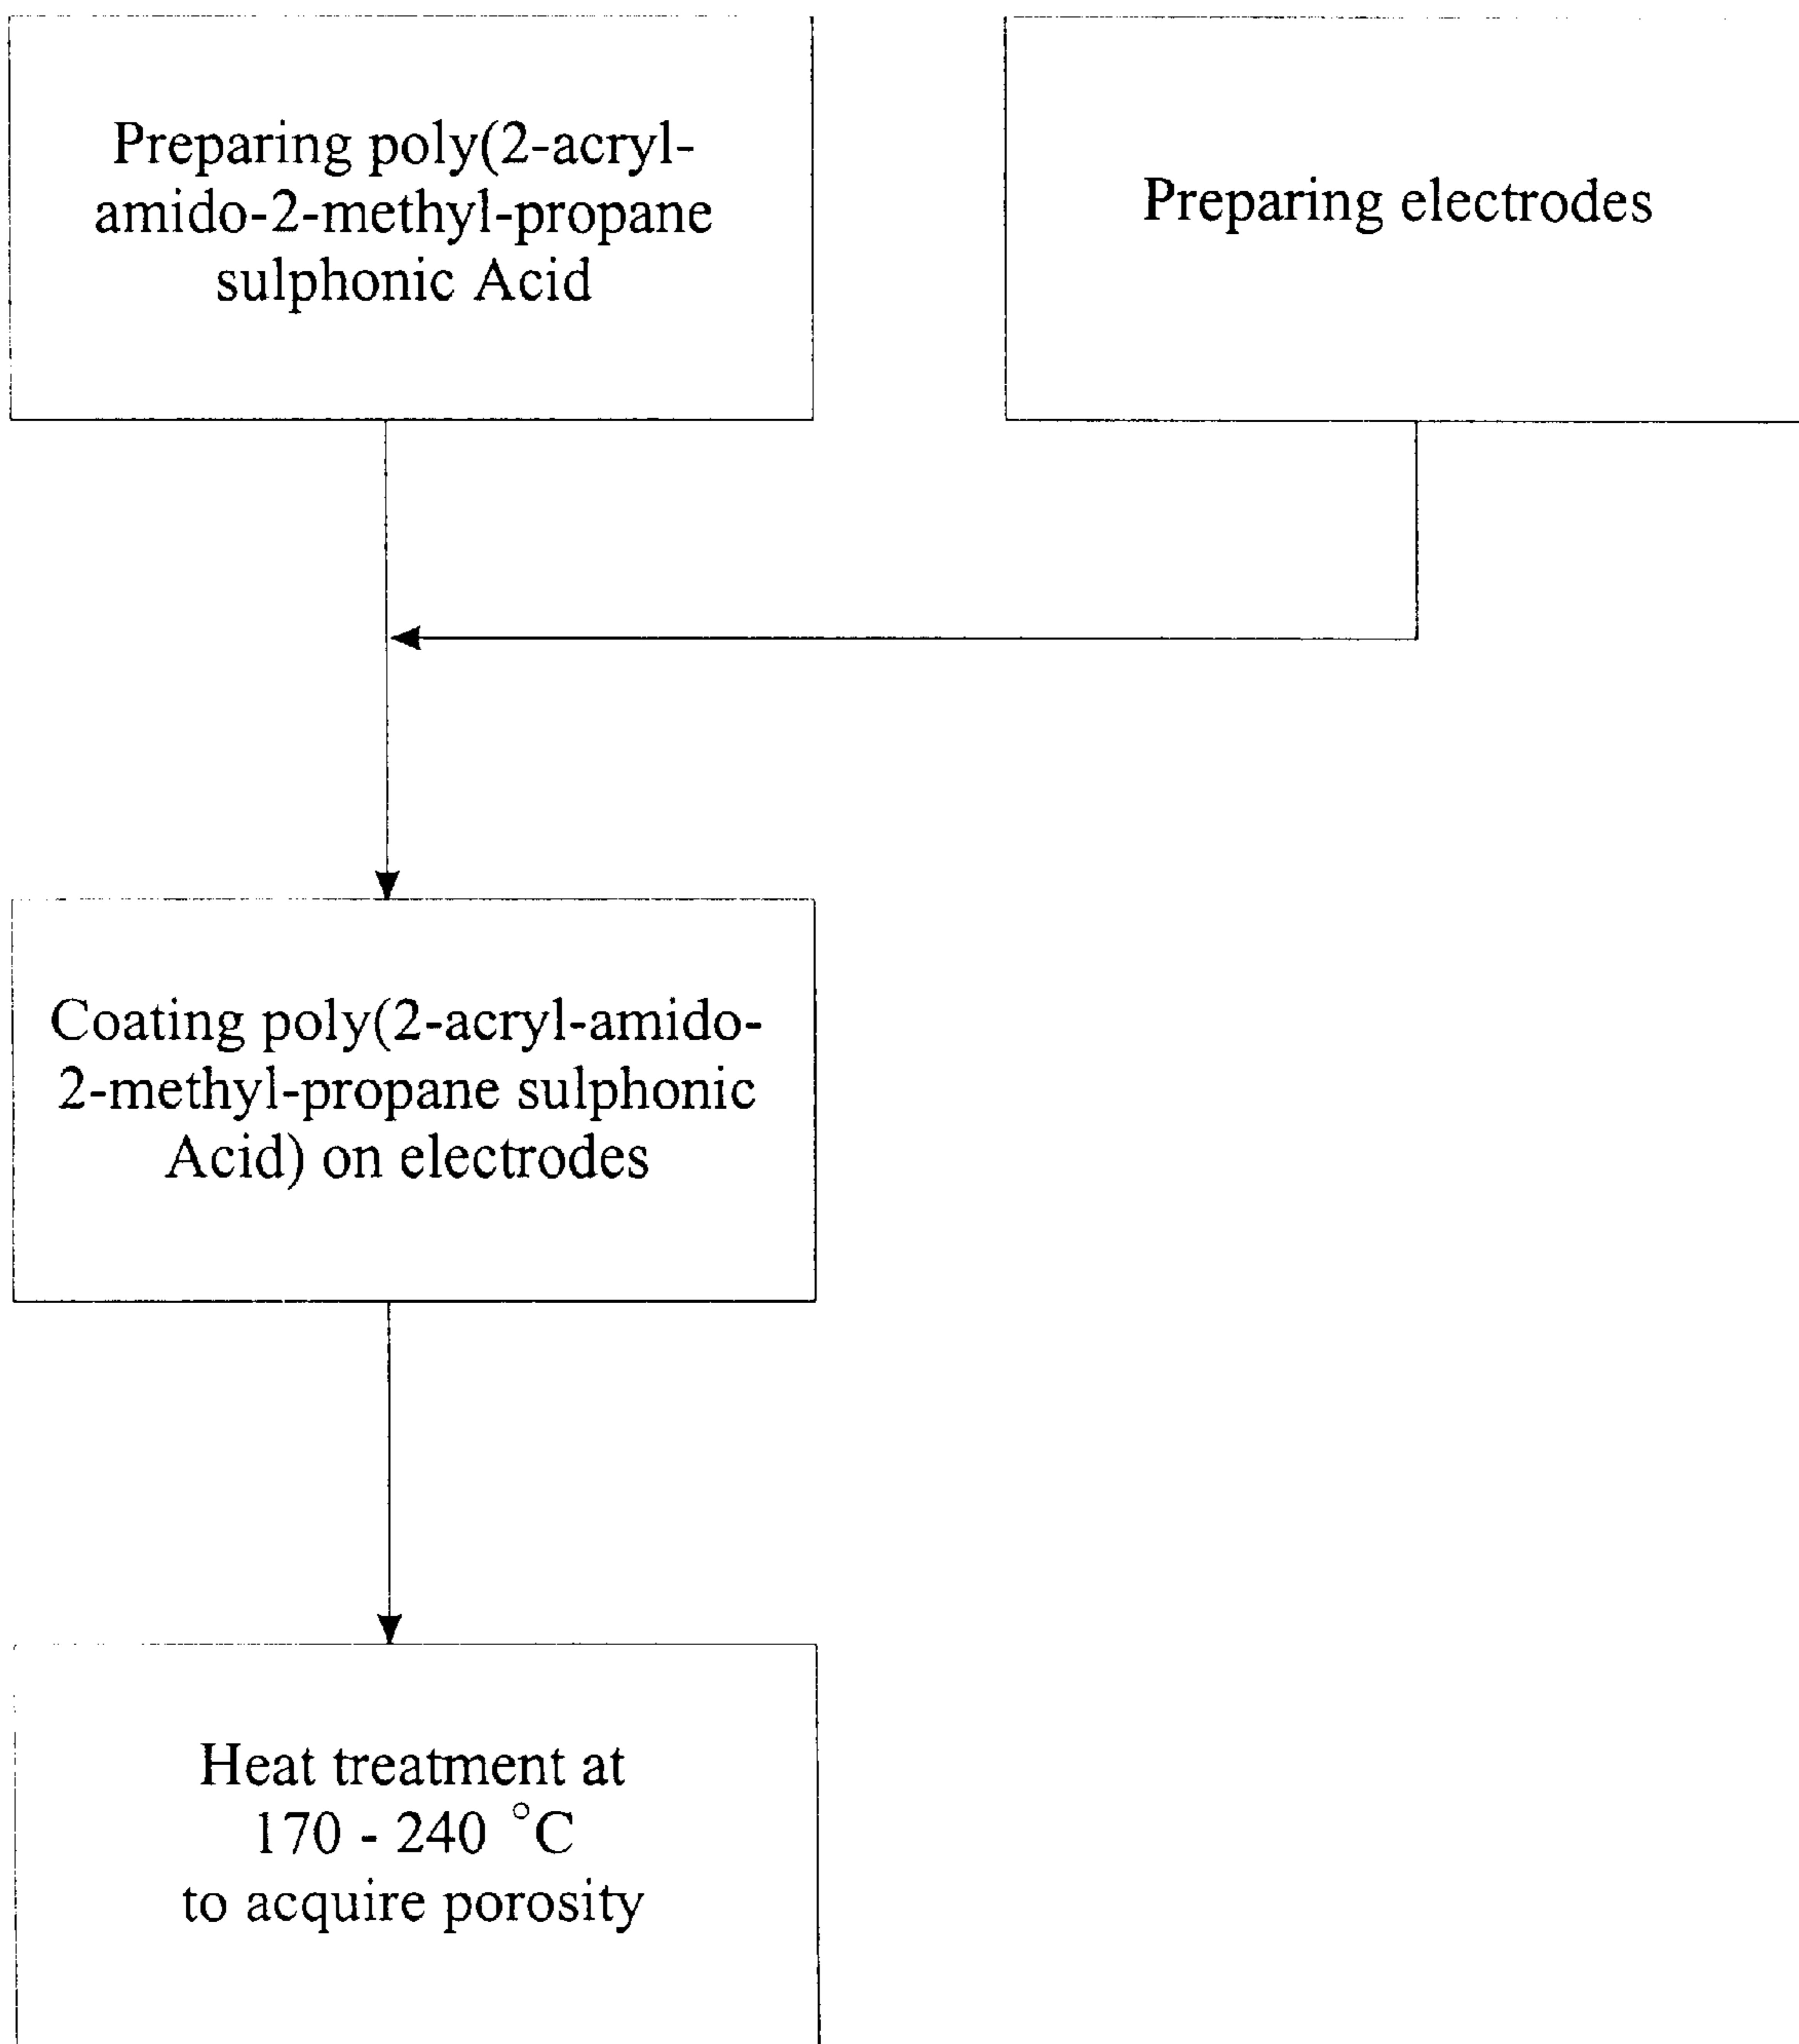 Preparing poly(2-acryl-
amido-2-methyl-propane
sulphonic Acid
Preparing electrodes
Coating poly(2-acryl-amido-
2-methyl-propane sulphonic
Acid) on electrodes
Heat treatment at
170 - 240 °C
to acquire porosity